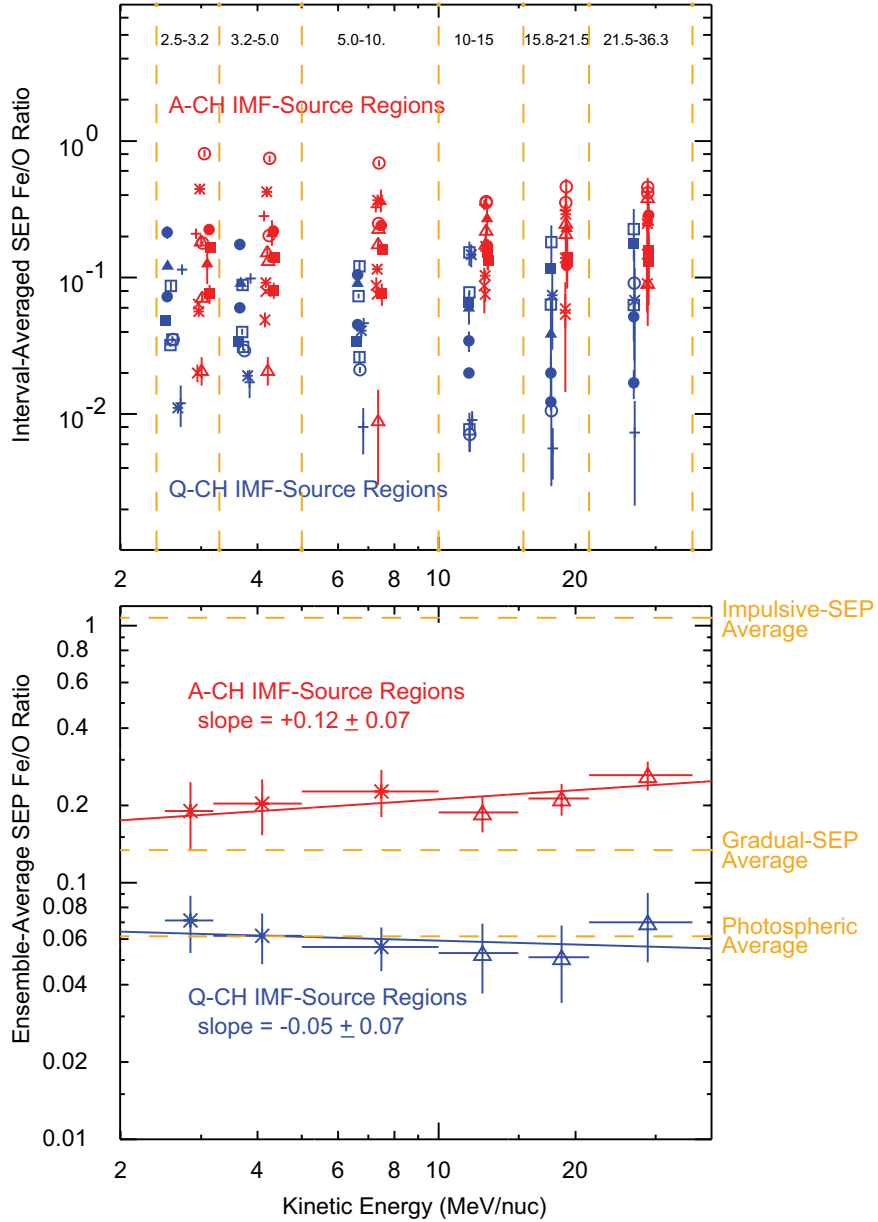 2.5-3.2 3.2-5.0 5.0-10. 10-15 15.8-21.5 21.5-36.3
A-CH IMF-Source Regions
10^0
10^-1
10^-2
Interval-Averaged SEP Fe/O Ratio
Q-CH IMF-Source Regions
2 4 10 20
Impulsive-SEP
Average
1
0.8
0.6
0.4
0.2
0.1
0.08
0.06
0.04
0.02
0.01
Ensemble-Average SEP Fe/O Ratio
A-CH IMF-Source Regions
slope = +0.12 ± 0.07
Gradual-SEP
Average
Photospheric
Average
Q-CH IMF-Source Regions
slope = -0.05 ± 0.07
2 4 6 8 10 20
Kinetic Energy (MeV/nuc)